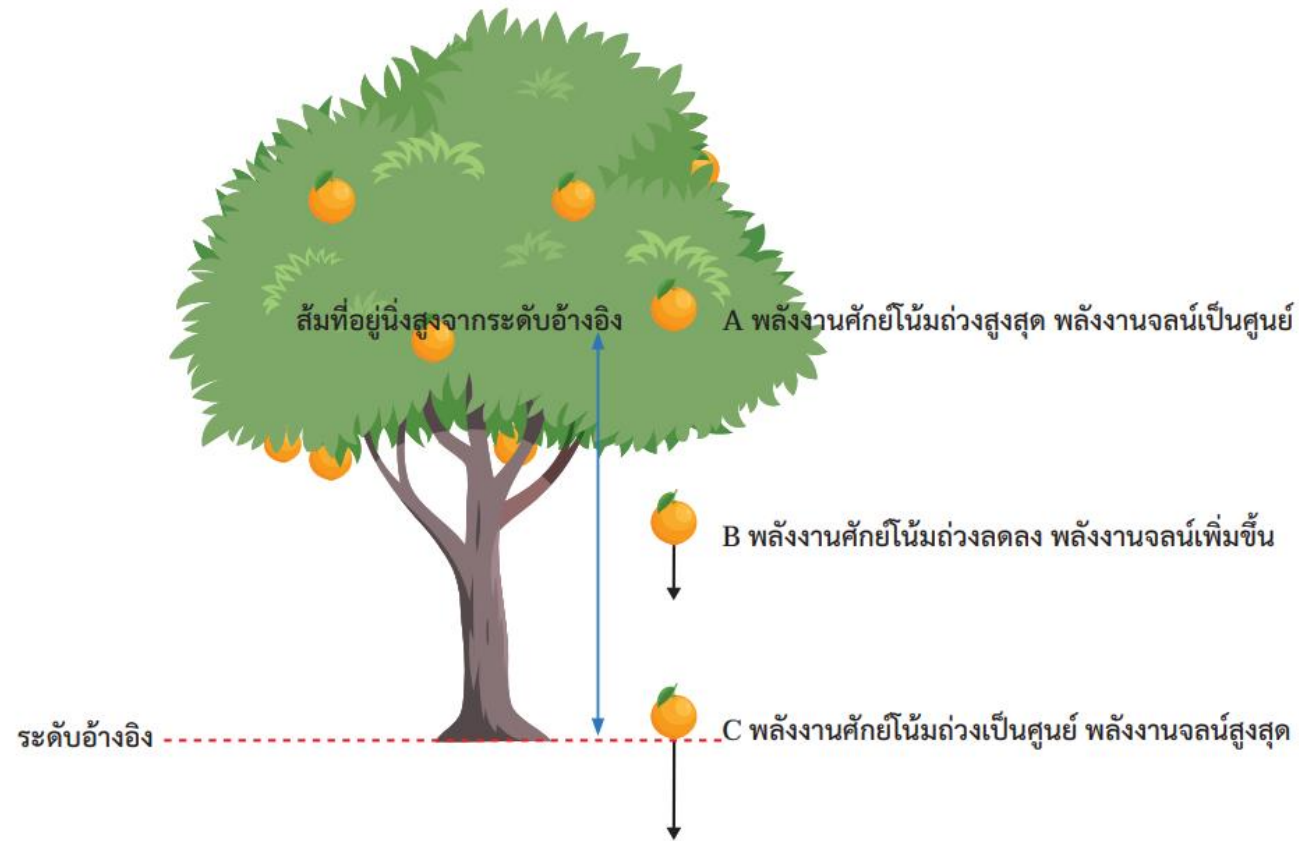 ส้มที่อยู่นิ่งสูงจากระดับอ้างอิง
A พลังงานศักย์โน้มถ่วงสูงสุด พลังงานจลน์เป็นศูนย์
B พลังงานศักย์โน้มถ่วงลดลง พลังงานจลน์เพิ่มขึ้น
ระดับอ้างอิง
C พลังงานศักย์โน้มถ่วงเป็นศูนย์ พลังงานจลน์สูงสุด